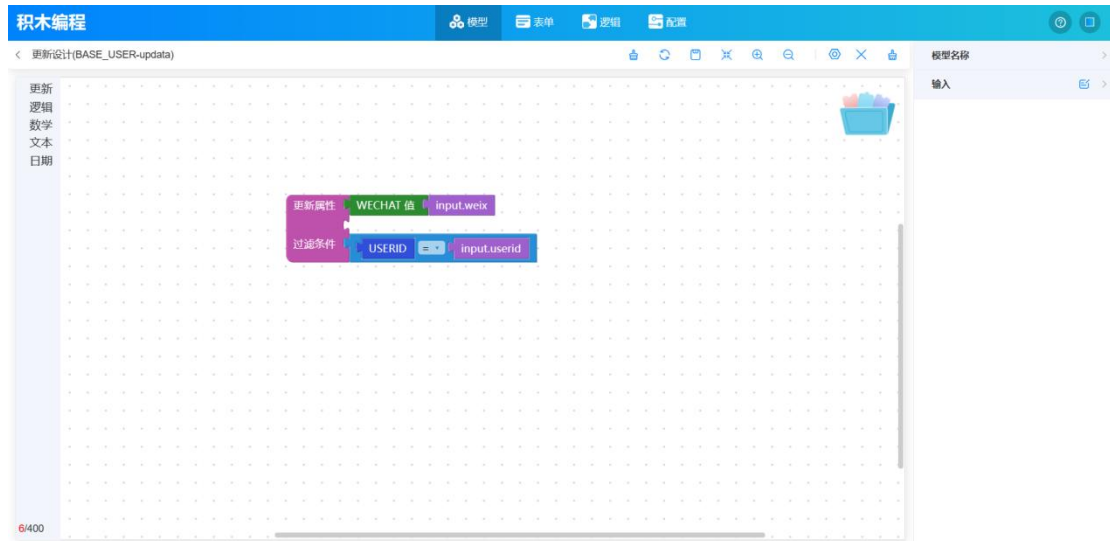 积木编程
模型 表单 逻辑 配置
< 更新设计(BASE_USER-updata)
模型名称 >
输入 >
更新
逻辑
数学
文本
日期
更新属性 WECHAT 值 input.weix
过滤条件 USERID = input.userid
6/400